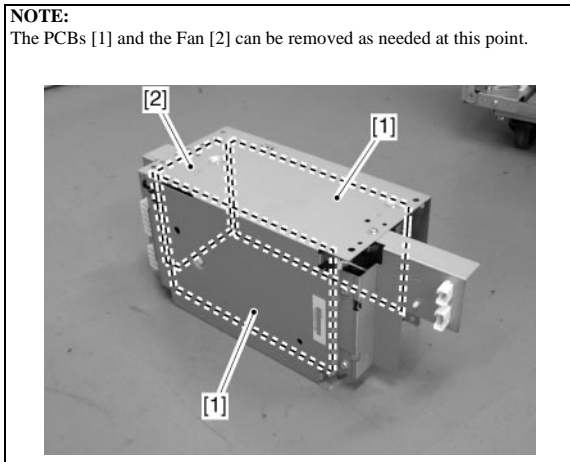 NOTE:
The PCBs [1] and the Fan [2] can be removed as needed at this point.
[2]
[1]
[1]